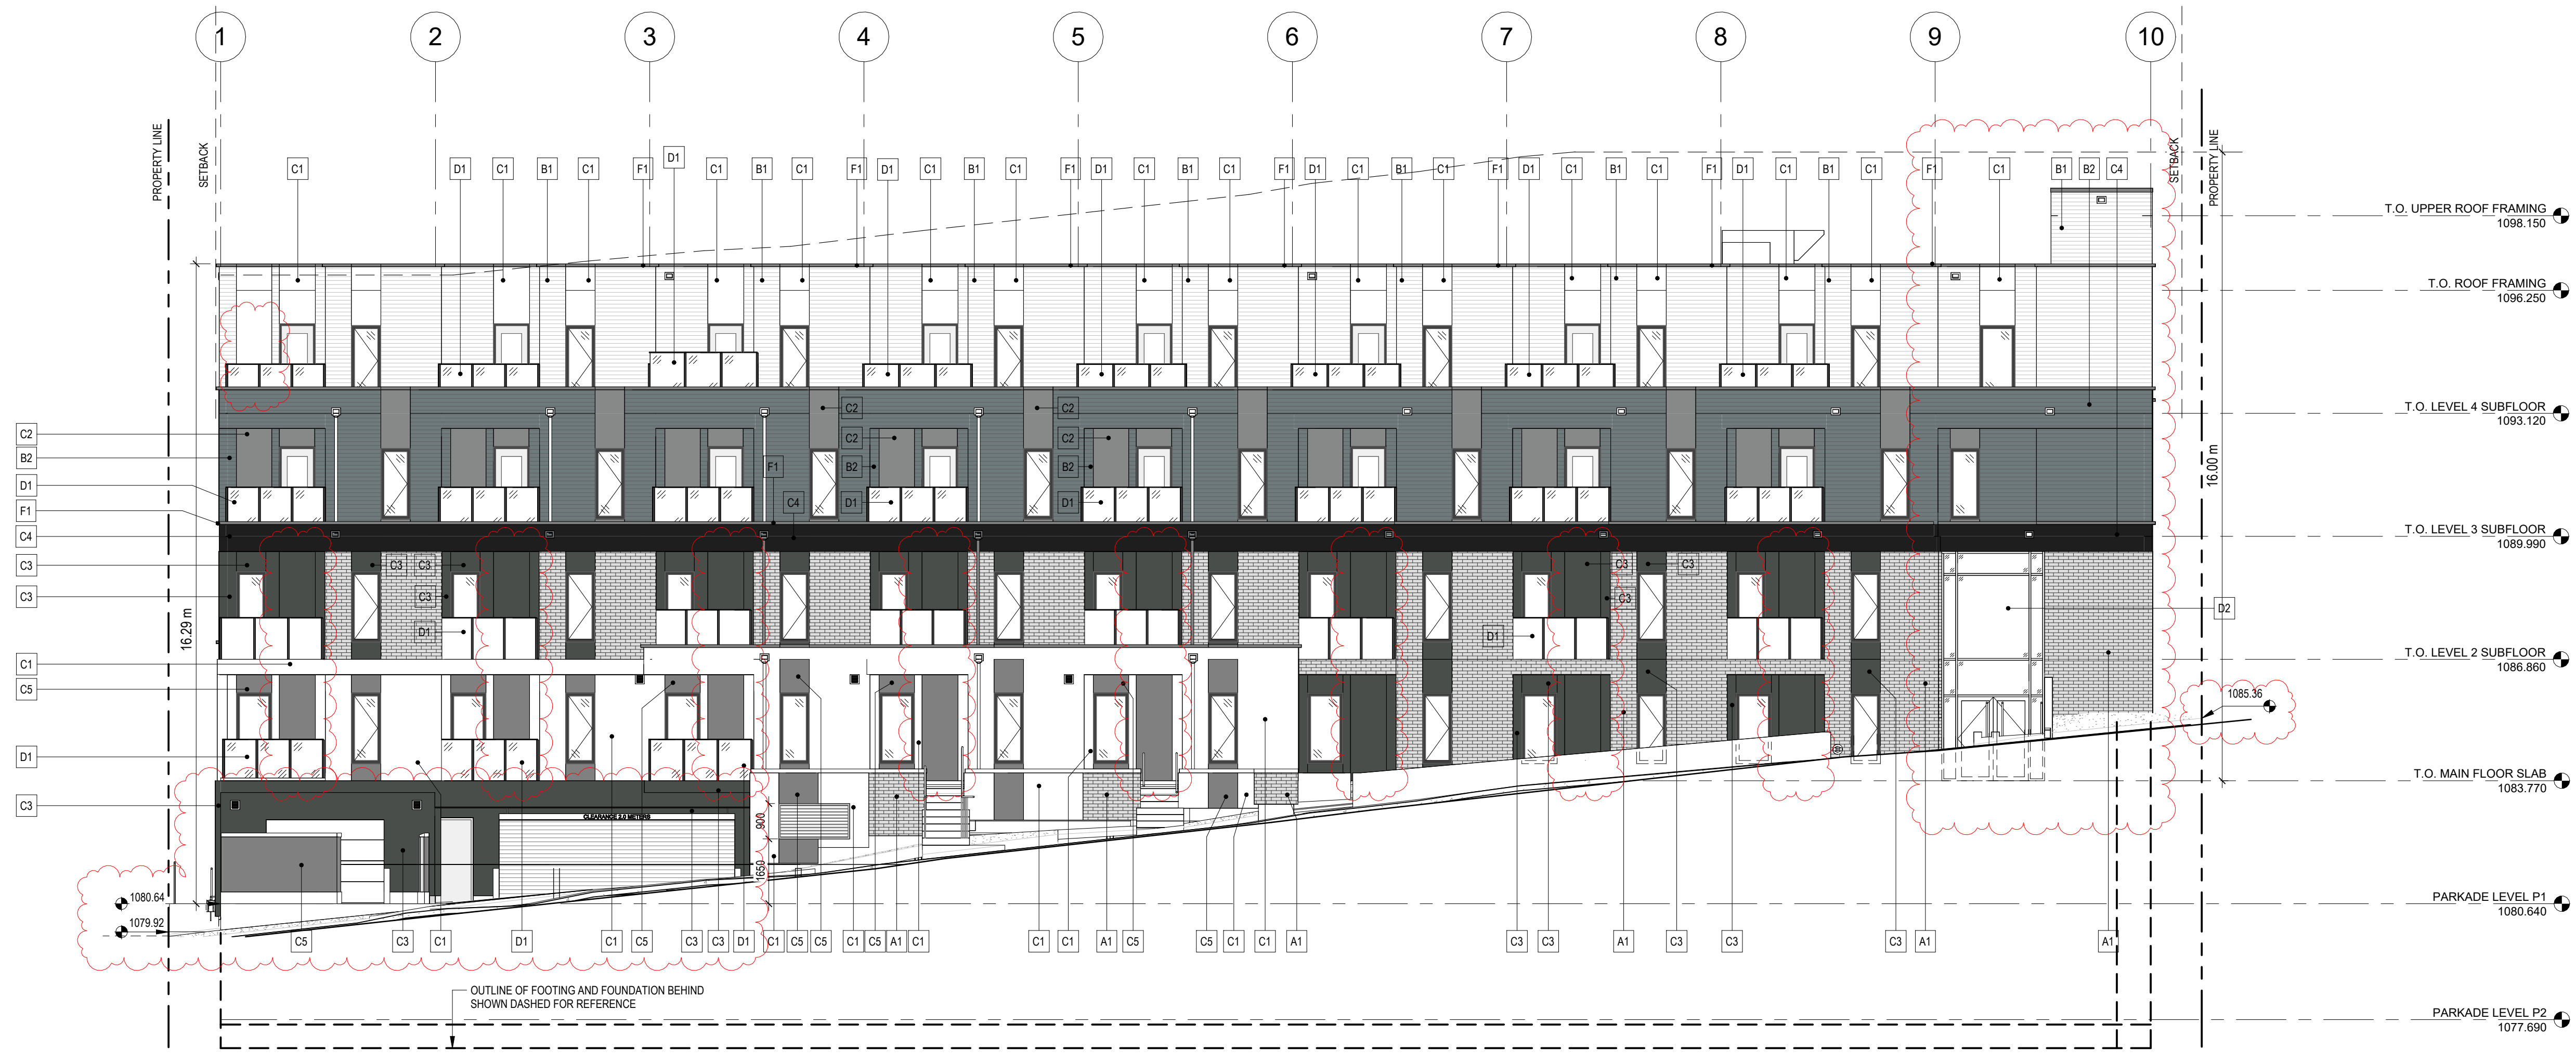 1 2 3 4 5 6 7 8 9 10
PROPERTY LINE
SETBACK
SETBACK
PROPERTY LINE
C1 D1 C1 B1 C1 F1 D1 C1 B1 C1 F1 D1 C1 B1 C1 F1 D1 C1 B1 C1 F1 D1 C1 B1 C1 F1 D1 C1 B1 C1 F1 D1 C1 B1 C1 F1 C1 B1 B2 C4
T.O. UPPER ROOF FRAMING
1098.150
T.O. ROOF FRAMING
1096.250
T.O. LEVEL 4 SUBFLOOR
1093.120
C2 C2
C2 C2 C2
B2 F1 B2 B2
D1 C4 D1 D1
16.00 m
F1
C4
T.O. LEVEL 3 SUBFLOOR
1089.990
C3 C3 C3 C3 C3
C3 C3 C3
D2
16.29 m
D1 D1
C1
T.O. LEVEL 2 SUBFLOOR
1086.860
C5
1085.36
D1
T.O. MAIN FLOOR SLAB
1083.770
C3
CLEARANCE 2.0 METERS
900
1650
1080.64
1079.92
PARKADE LEVEL P1
1080.640
C5 C3 C1 D1 C1 C5 C3 C3 D1 C1 C5 C5 C1 C5 A1 C1 C1 C1 A1 C5 C5 C1 C1 A1 C3 C3 A1 C3 C3 C3 A1 A1
OUTLINE OF FOOTING AND FOUNDATION BEHIND
SHOWN DASHED FOR REFERENCE
PARKADE LEVEL P2
1077.690